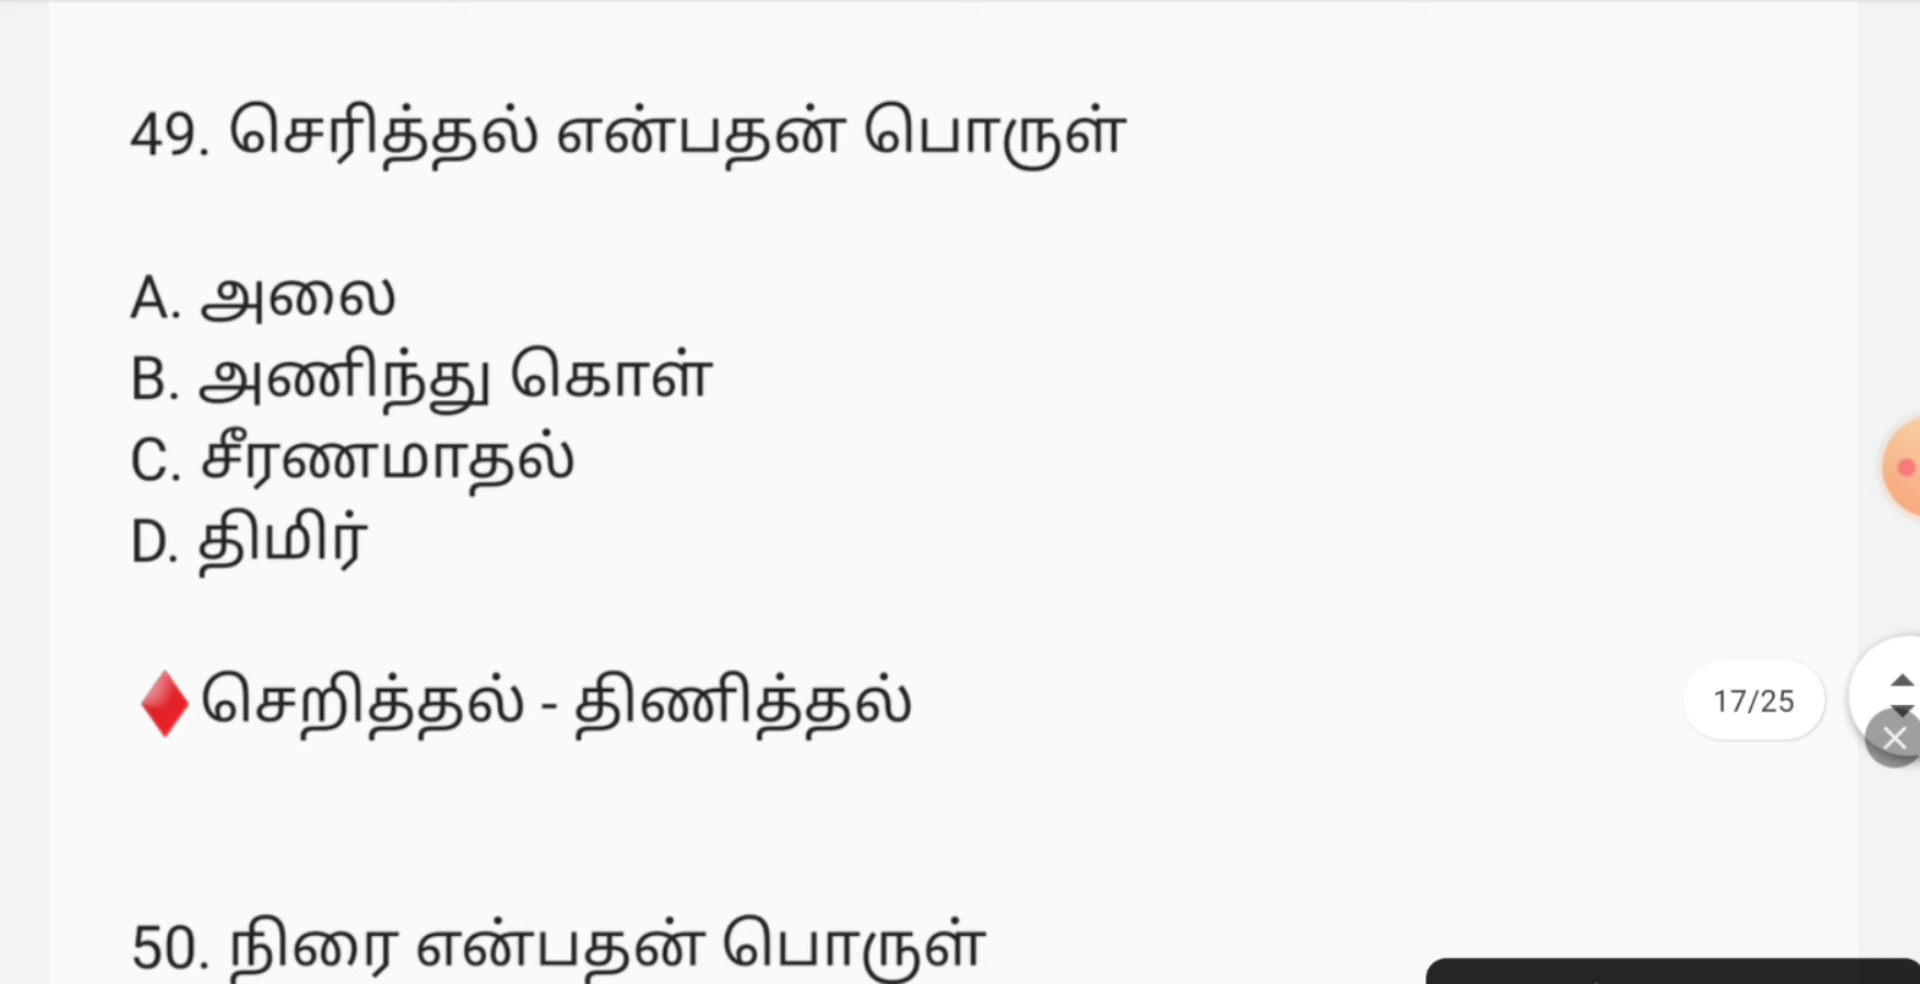 49. செரித்தல் என்பதன் பொருள்
A. அலை
B. அணிந்து கொள்
C. சீரணமாதல்
D. திமிர்
செறித்தல் - திணித்தல்
17/25
50. நிரை என்பதன் பொருள்